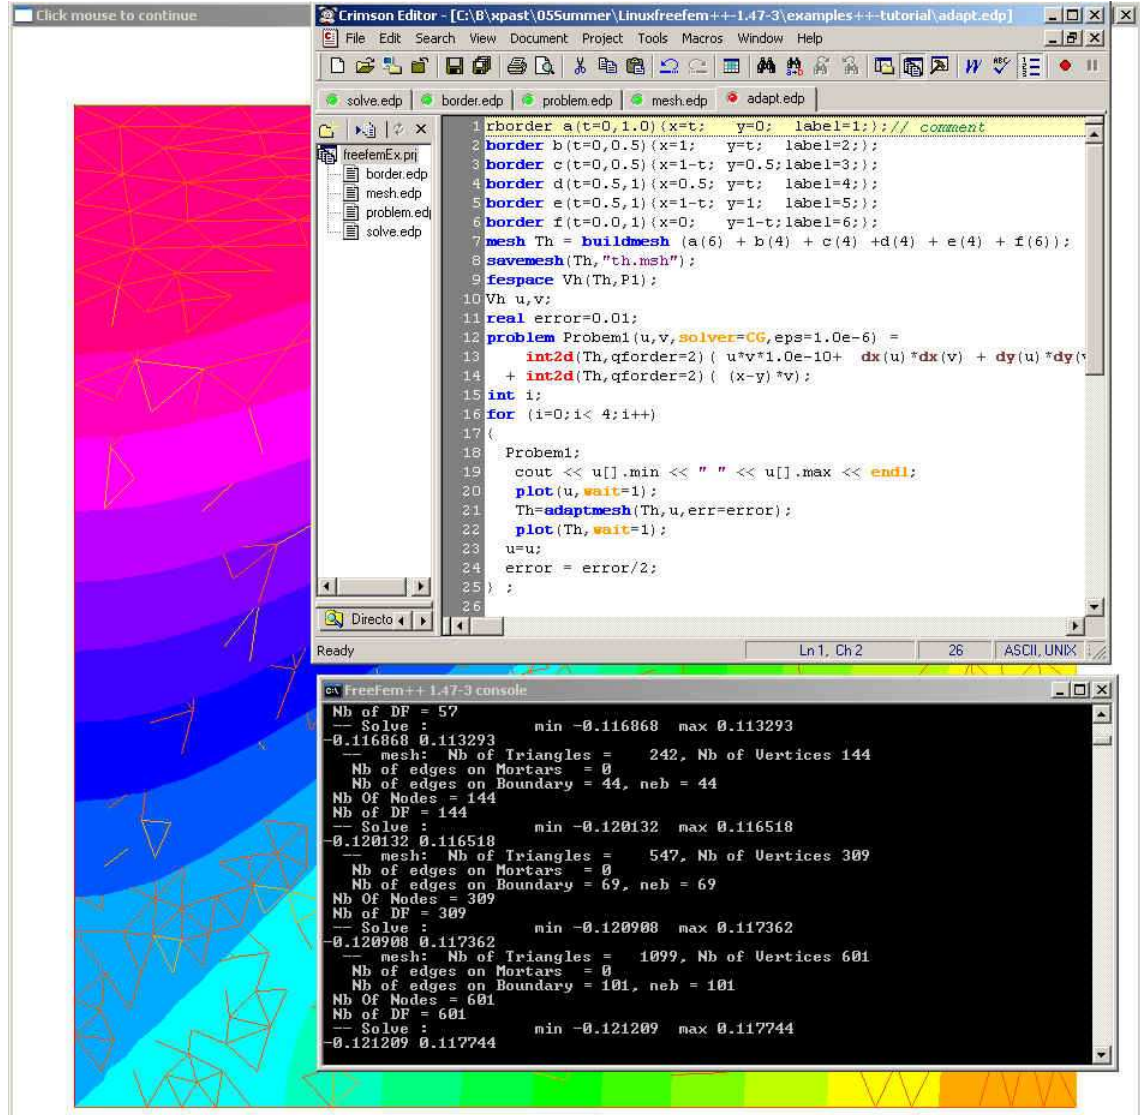 Click mouse to continue
Crimson Editor - [C:\B\xpast\05Summer\Linuxfreefem++-1.47-3\examples++-tutorial\adapt.edp]
File Edit Search View Document Project Tools Macros Window Help
solve.edp border.edp problem.edp mesh.edp adapt.edp
freefemEx.prj
border.edp
mesh.edp
problem.ed
solve.edp
Directo
1 rborder a(t=0,1.0){x=t; y=0; label=1;};// comment
2 border b(t=0,0.5){x=1; y=t; label=2;};
3 border c(t=0,0.5){x=1-t; y=0.5;label=3;};
4 border d(t=0.5,1){x=0.5; y=t; label=4;};
5 border e(t=0.5,1){x=1-t; y=1; label=5;};
6 border f(t=0.0,1){x=0; y=1-t;label=6;};
7 mesh Th = buildmesh (a(6) + b(4) + c(4) +d(4) + e(4) + f(6));
8 savemesh(Th,"th.msh");
9 fespace Vh(Th,P1);
10 Vh u,v;
11 real error=0.01;
12 problem Probem1(u,v,solver=CG,eps=1.0e-6) =
13 int2d(Th,qforder=2)( u*v*1.0e-10+ dx(u)*dx(v) + dy(u)*dy(v
14 + int2d(Th,qforder=2)( (x-y)*v);
15 int i;
16 for (i=0;i< 4;i++)
17 {
18 Probem1;
19 cout << u[].min << " " << u[].max << endl;
20 plot(u,wait=1);
21 Th=adaptmesh(Th,u,err=error);
22 plot(Th,wait=1);
23 u=u;
24 error = error/2;
25 } ;
26
Ready Ln 1, Ch 2 26 ASCII, UNIX
FreeFem++ 1.47-3 console
Nb of DF = 57
-- Solve : min -0.116868 max 0.113293
-0.116868 0.113293
-- mesh: Nb of Triangles = 242, Nb of Vertices 144
Nb of edges on Mortars = 0
Nb of edges on Boundary = 44, neb = 44
Nb Of Nodes = 144
Nb of DF = 144
-- Solve : min -0.120132 max 0.116518
-0.120132 0.116518
-- mesh: Nb of Triangles = 547, Nb of Vertices 309
Nb of edges on Mortars = 0
Nb of edges on Boundary = 69, neb = 69
Nb Of Nodes = 309
Nb of DF = 309
-- Solve : min -0.120908 max 0.117362
-0.120908 0.117362
-- mesh: Nb of Triangles = 1099, Nb of Vertices 601
Nb of edges on Mortars = 0
Nb of edges on Boundary = 101, neb = 101
Nb Of Nodes = 601
Nb of DF = 601
-- Solve : min -0.121209 max 0.117744
-0.121209 0.117744